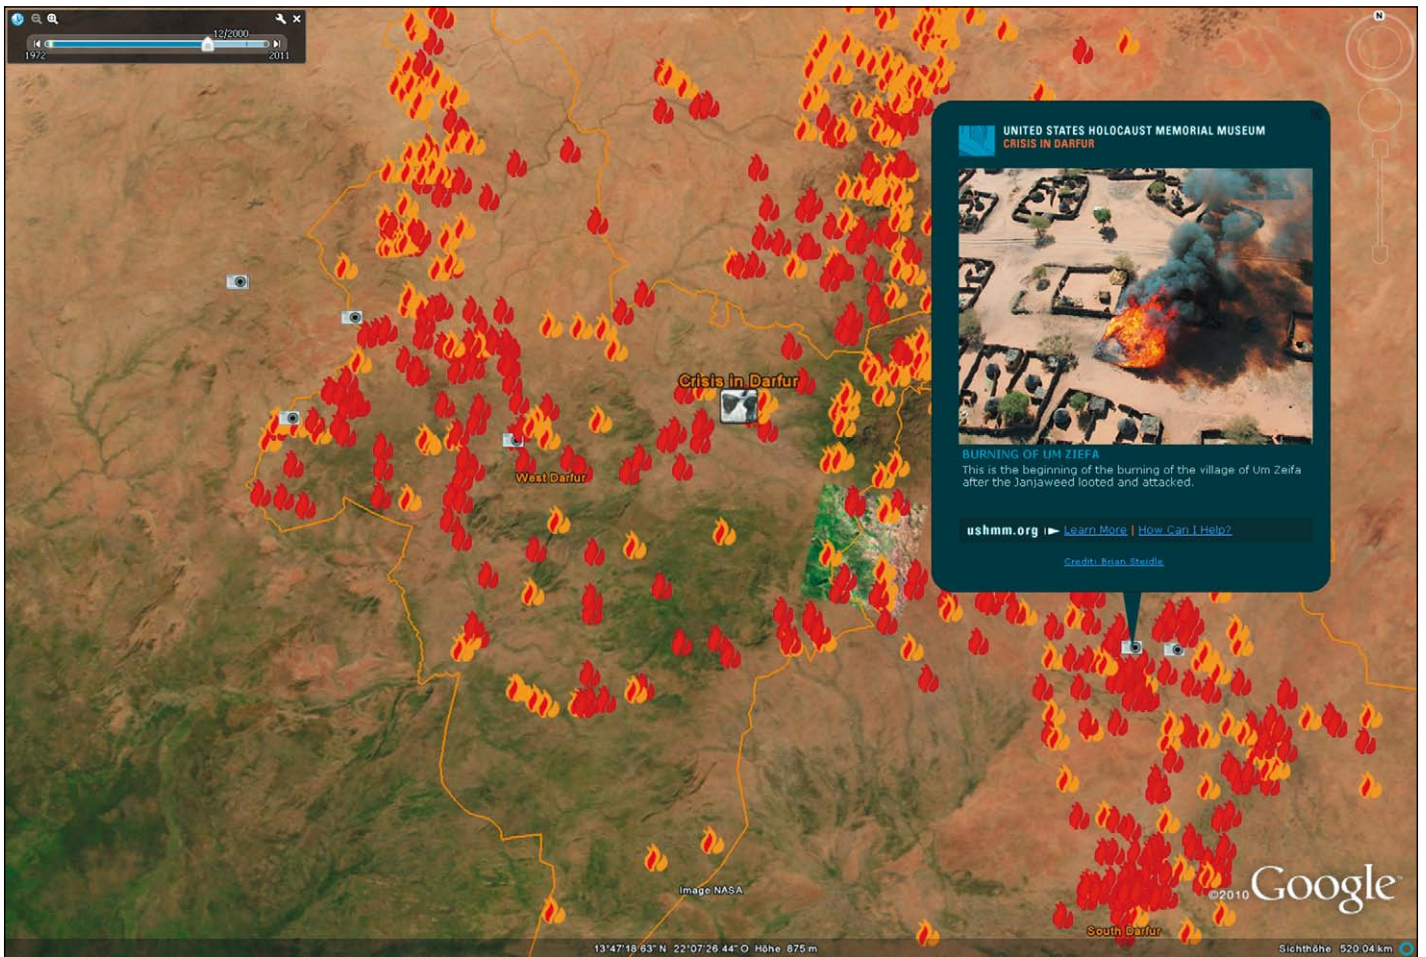 12/2000
1972
2011
N
UNITED STATES HOLOCAUST MEMORIAL MUSEUM
CRISIS IN DARFUR
BURNING OF UM ZIEFA
This is the beginning of the burning of the village of Um Zeifa
after the Janjaweed looted and attacked.
ushmm.org Learn More | How Can I Help?
Credit: Brian Steidle
Crisis in Darfur
West Darfur
Image NASA
©2010 Google
South Darfur
13°47'18.63" N 22°07'26.44" O Höhe 875 m
Sichthöhe 520.04 km